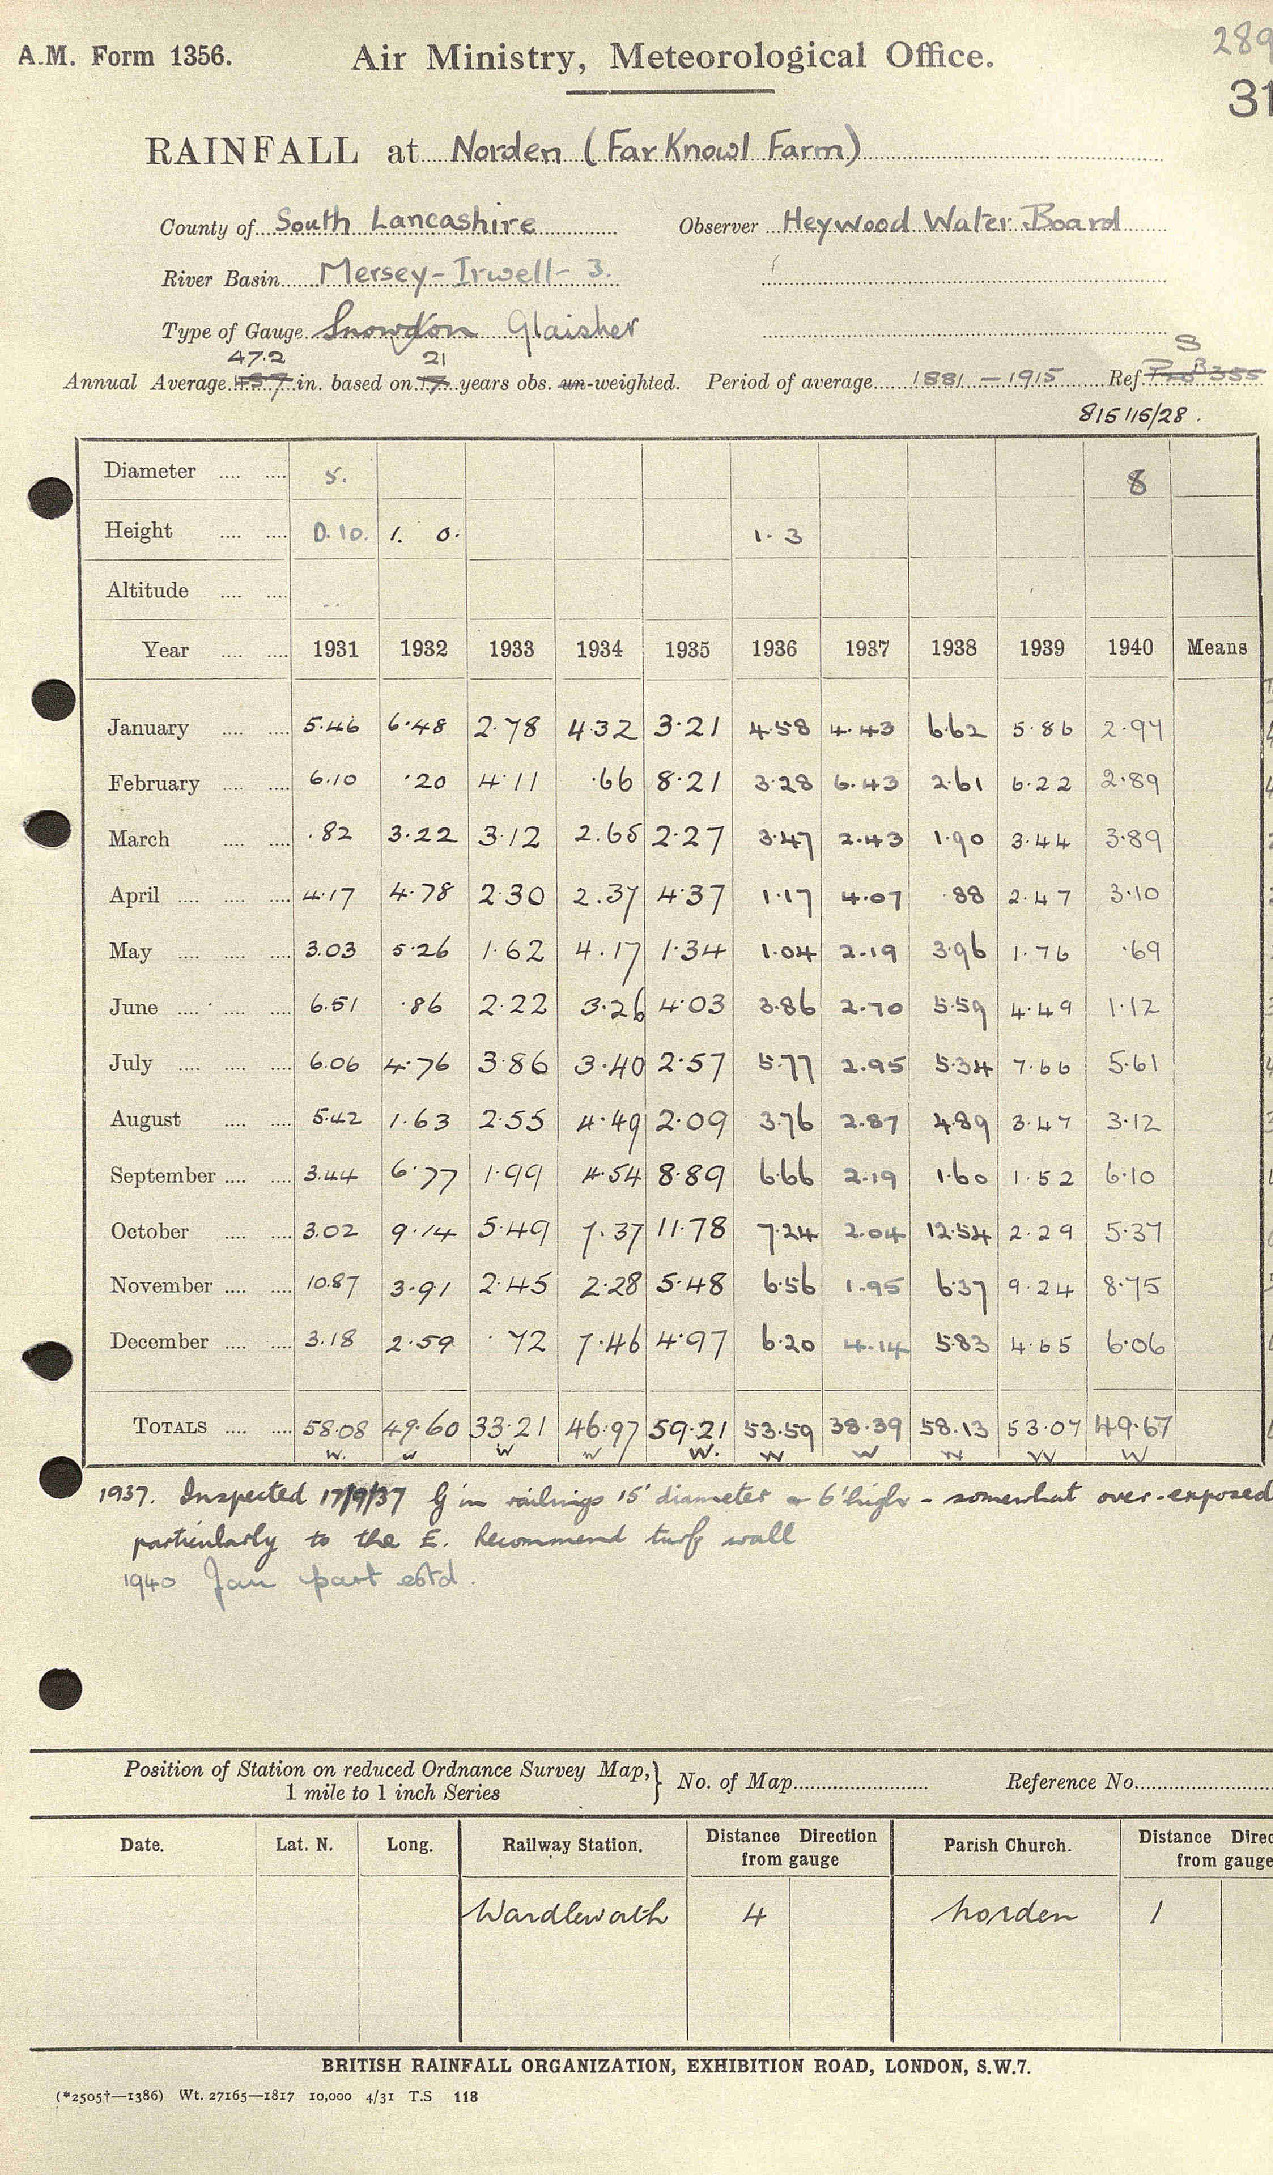 289
A.M. Form 1356. Air Ministry, Meteorological Office.
31
RAINFALL at Norden (Far Knowl Farm)
County of South Lancashire Observer Heywood Water Board
River Basin Mersey-Irwell-3.
Type of Gauge Snowdon Glaisher
47.2 21 S
Annual Average in. based on 17 years obs. un-weighted. Period of average 1881 - 1915 Ref.
815115/28.
Diameter .... .... 5. 8
Height .... .... 0.10. 1. 0. 1. 3
Altitude .... ....
Year .... .... 1931 1932 1933 1934 1935 1936 1937 1938 1939 1940 Means
January .... .... 5.46 6.48 2.78 4.32 3.21 4.58 4.43 6.62 5.86 2.94
February .... .... 6.10 .20 4.11 .66 8.21 3.28 6.43 2.61 6.22 2.89
March .... .... .82 3.22 3.12 2.65 2.27 3.47 2.43 1.90 3.44 3.89
April .... .... .... 4.17 4.78 2.30 2.37 4.37 1.17 4.07 .88 2.47 3.10
May .... .... .... 3.03 5.26 1.62 4.17 1.34 1.04 2.19 3.96 1.76 .69
June .... .... .... 6.51 .86 2.22 3.26 4.03 3.86 2.70 5.59 4.49 1.12
July .... .... .... 6.06 4.76 3.86 3.40 2.57 5.77 2.95 5.34 7.66 5.61
August .... .... 5.42 1.63 2.55 4.49 2.09 3.76 2.87 4.89 3.47 3.12
September .... .... 3.44 6.77 1.99 4.54 8.89 6.66 2.19 1.60 1.52 6.10
October .... .... 3.02 9.14 5.49 7.37 11.78 7.24 2.04 12.54 2.29 5.37
November .... .... 10.87 3.91 2.45 2.28 5.48 6.56 1.95 6.37 9.24 8.75
December .... .... 3.18 2.59 .72 7.46 4.97 6.20 4.14 5.83 4.65 6.06
TOTALS .... .... 58.08 49.60 33.21 46.97 59.21 53.59 38.39 58.13 53.07 49.67
W. W W W W. W W W W W
1937. Inspected 17/9/37 G in railings 15' diameter & 6' high - somewhat over-exposed
particularly to the E. Recommend turf wall
1940 Jan part estd.
Position of Station on reduced Ordnance Survey Map, 1 mile to 1 inch Series } No. of Map Reference No.
Date. Lat. N. Long. Railway Station. Distance Direction from gauge Parish Church. Distance Direc from gauge
Wardleworth 4 Norden 1
BRITISH RAINFALL ORGANIZATION, EXHIBITION ROAD, LONDON, S.W.7.
(*2505†—1386) Wt. 27165—1817 10,000 4/31 T.S 118